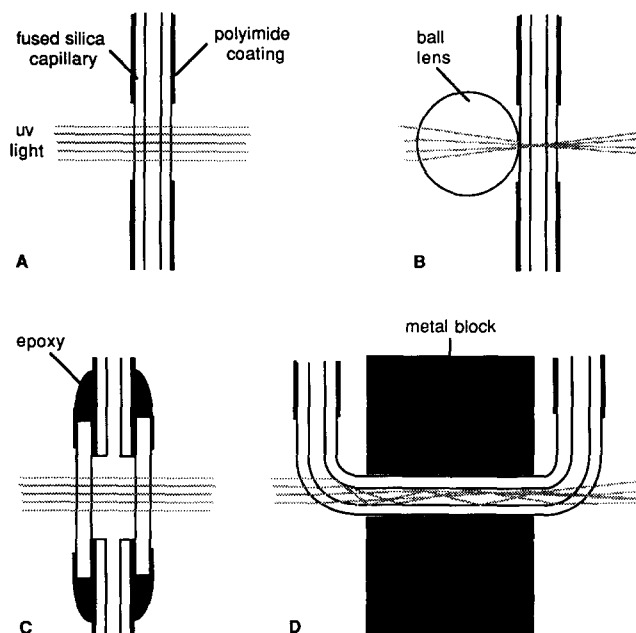 fused silica
capillary
polyimide
coating
uv
light
A
ball
lens
B
epoxy
C
metal block
D